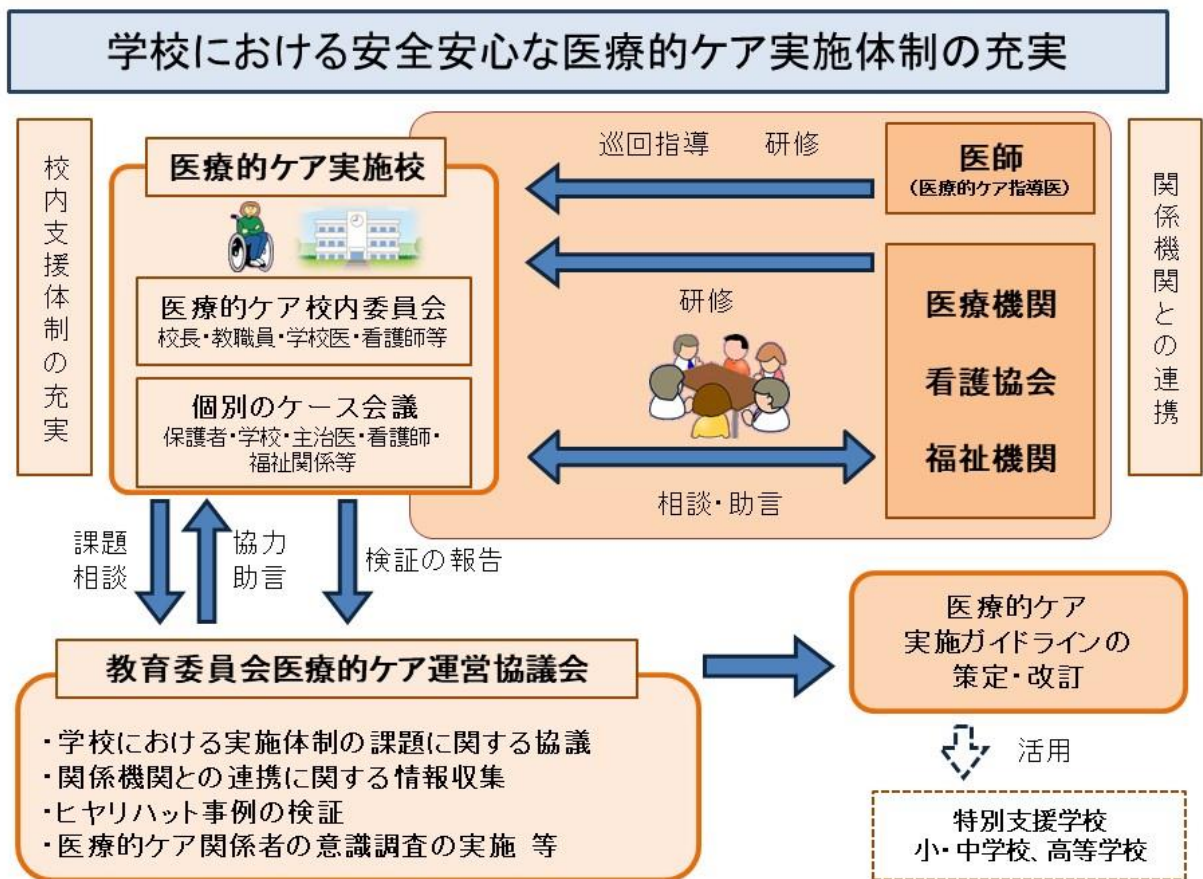 学校における安全安心な医療的ケア実施体制の充実
校内支援体制の充実
医療的ケア実施校
医療的ケア校内委員会
校長・教職員・学校医・看護師等
個別のケース会議
保護者・学校・主治医・看護師・
福祉関係等
巡回指導 研修
研修
相談・助言
医師
(医療的ケア指導医)
医療機関
看護協会
福祉機関
関係機関との連携
課題
相談
協力
助言
検証の報告
教育委員会医療的ケア運営協議会
・学校における実施体制の課題に関する協議
・関係機関との連携に関する情報収集
・ヒヤリハット事例の検証
・医療的ケア関係者の意識調査の実施 等
医療的ケア
実施ガイドラインの
策定・改訂
活用
特別支援学校
小・中学校、高等学校